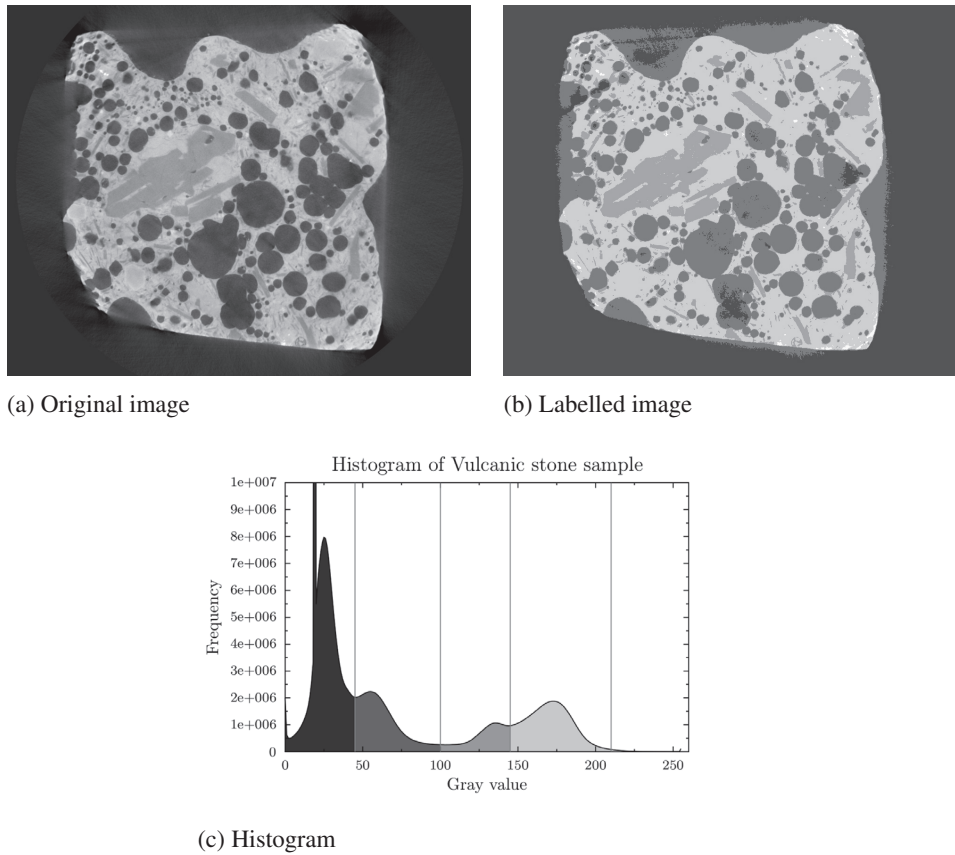 (a) Original image
(b) Labelled image
Histogram of Vulcanic stone sample
1e+007
9e+006
8e+006
7e+006
6e+006
5e+006
4e+006
3e+006
2e+006
1e+006
0
Frequency
0 50 100 150 200 250
Gray value
(c) Histogram